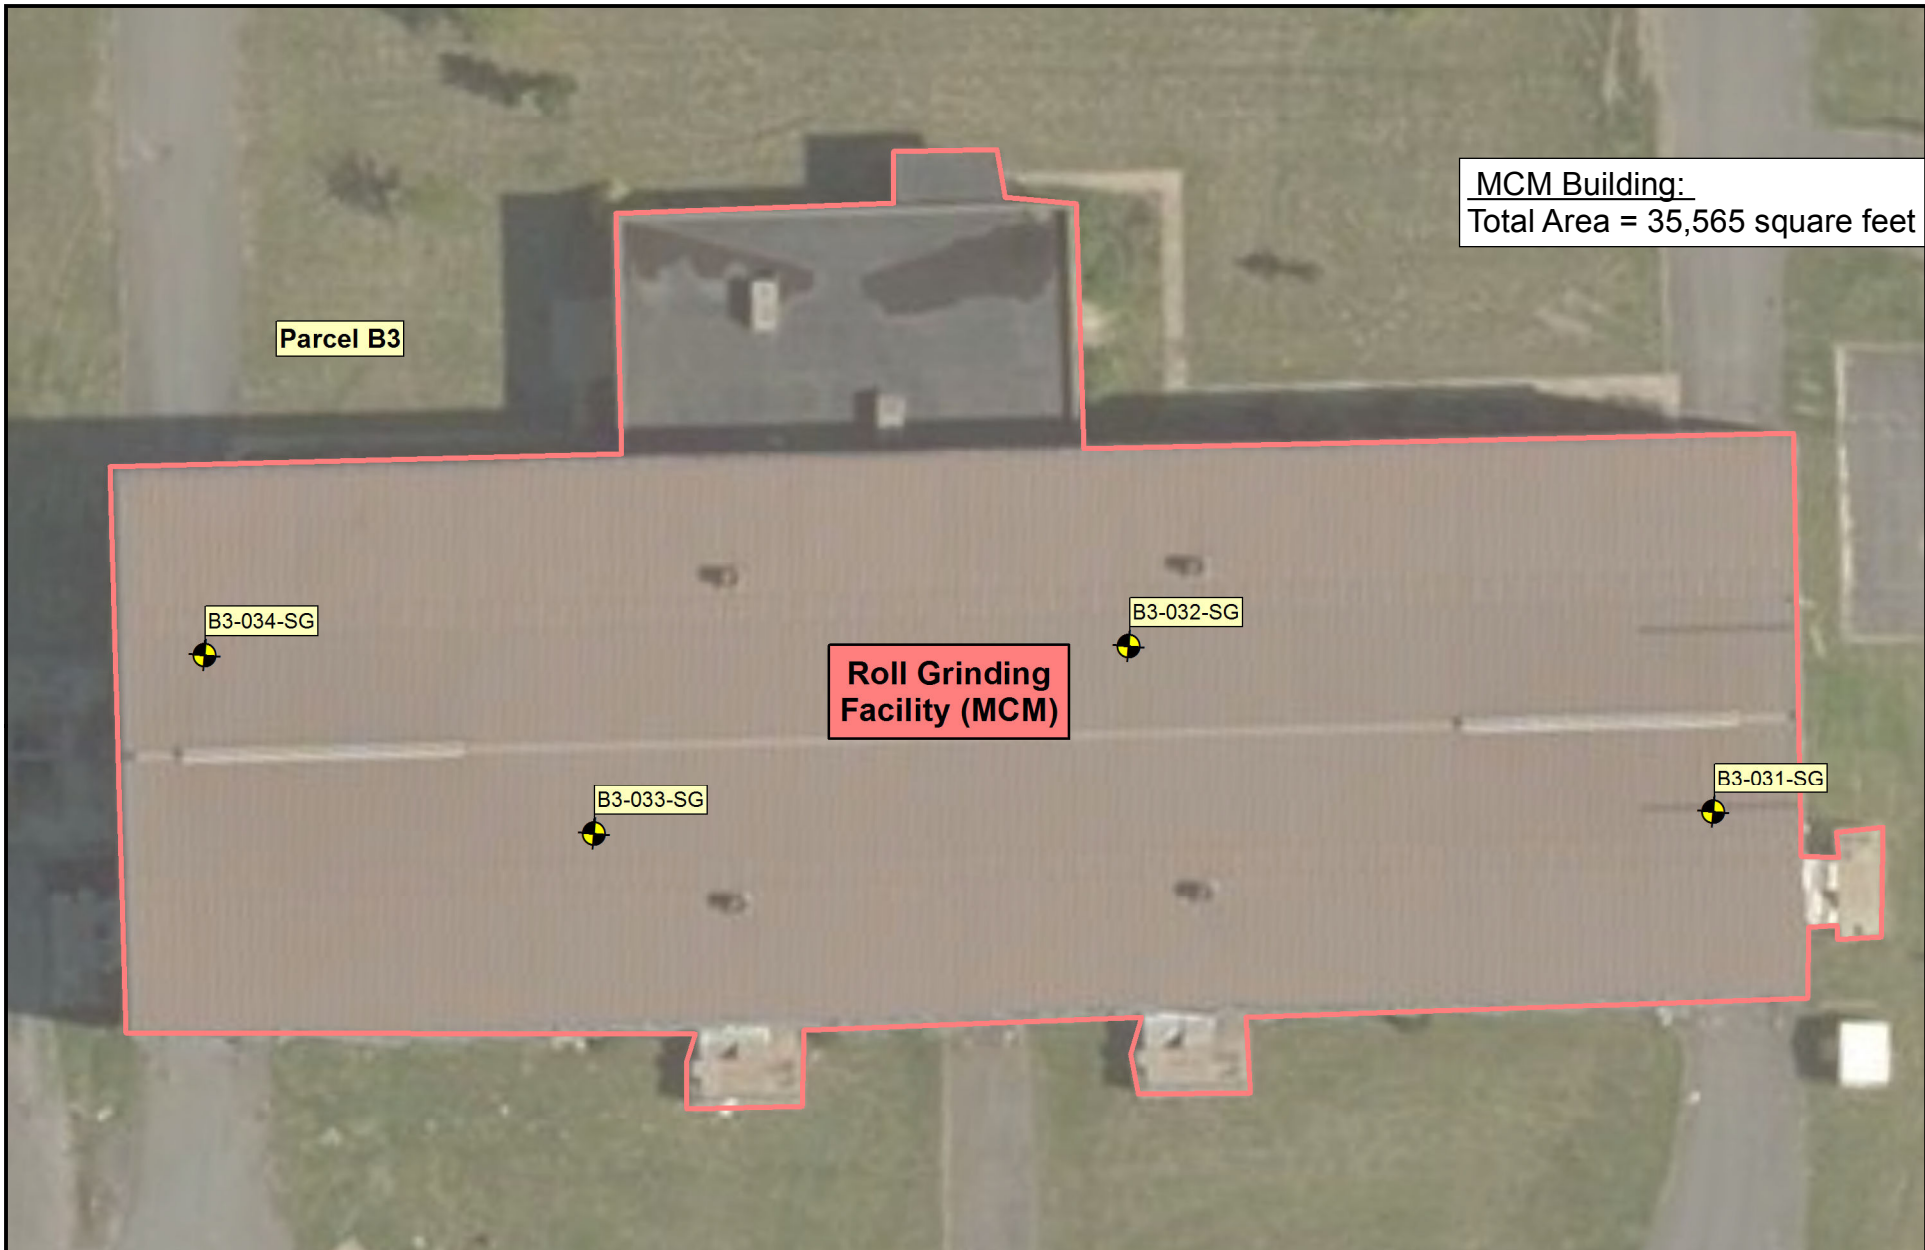 MCM Building:
Total Area = 35,565 square feet
Parcel B3
B3-034-SG
B3-032-SG
Roll Grinding
Facility (MCM)
B3-033-SG
B3-031-SG